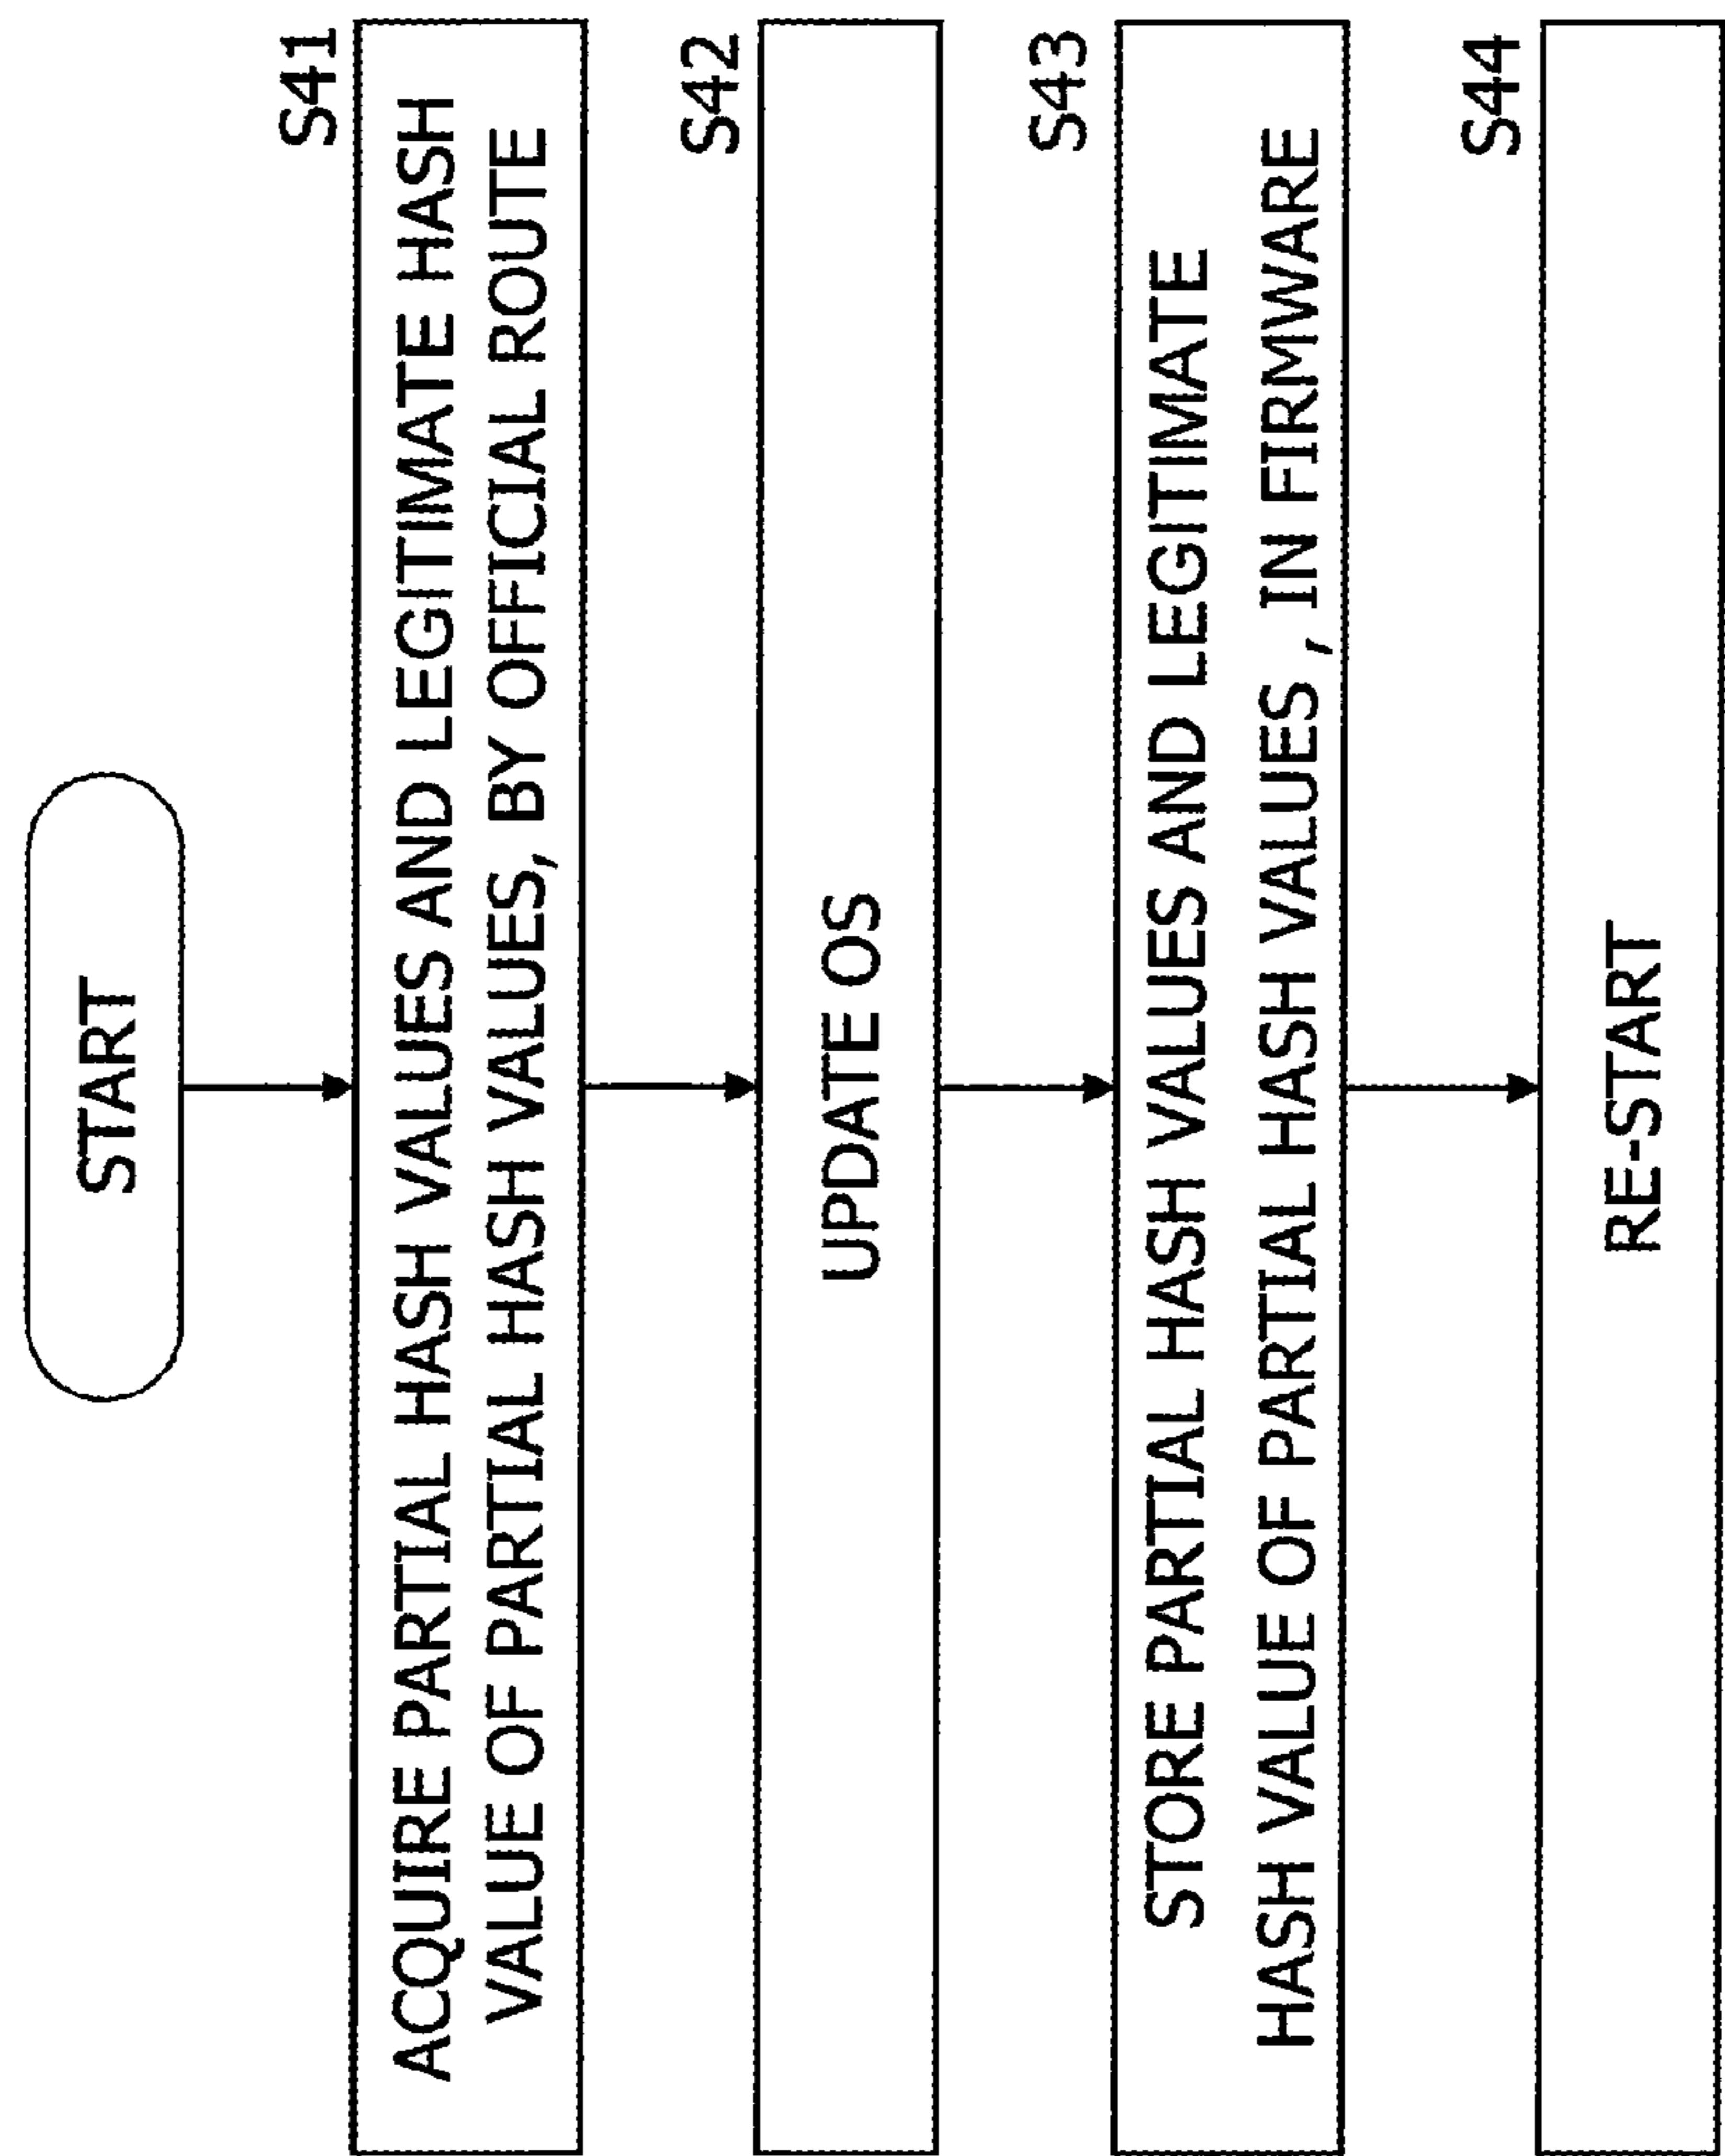 START
S41
ACQUIRE PARTIAL HASH VALUES AND LEGITIMATE HASH
VALUE OF PARTIAL HASH VALUES, BY OFFICIAL ROUTE
S42
UPDATE OS
S43
STORE PARTIAL HASH VALUES AND LEGITIMATE
HASH VALUE OF PARTIAL HASH VALUES , IN FIRMWARE
S44
RE-START